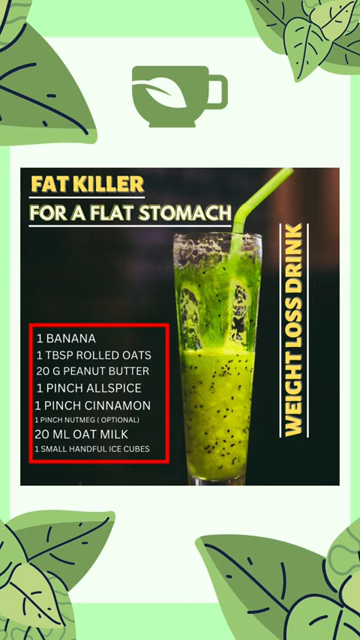 FAT KILLER
FOR A FLAT STOMACH
WEIGHT LOSS DRINK
1 BANANA
1 TBSP ROLLED OATS
20 G PEANUT BUTTER
1 PINCH ALLSPICE
1 PINCH CINNAMON
1 PINCH NUTMEG ( OPTIONAL)
20 ML OAT MILK
1 SMALL HANDFUL ICE CUBES